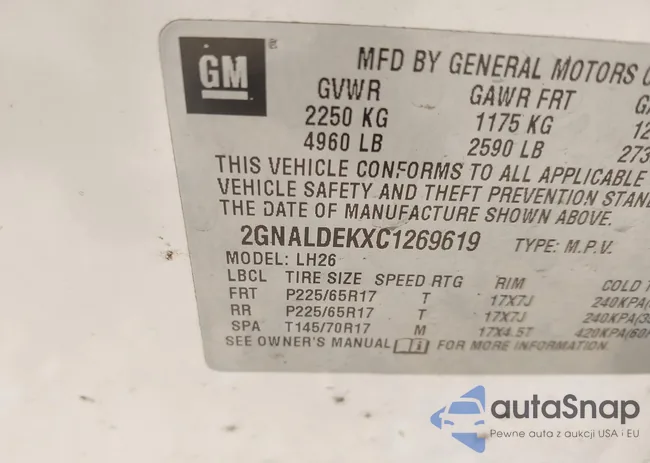 GM ®
MFD BY GENERAL MOTORS
GVWR GAWR FRT
2250 KG 1175 KG
4960 LB 2590 LB
THIS VEHICLE CONFORMS TO ALL APPLICABLE
VEHICLE SAFETY AND THEFT PREVENTION STAN
THE DATE OF MANUFACTURE SHOWN ABOVE.
2GNALDEKXC1269619 TYPE: M.P.V.
MODEL: LH26
LBCL TIRE SIZE SPEED RTG RIM COLD
FRT P225/65R17 T 17X7J 240KPA
RR P225/65R17 T 17X7J 240KPA
SPA T145/70R17 M 17X4.5T 420KPA
SEE OWNER'S MANUAL FOR MORE INFORMATION
autaSnap
Pewne auta z aukcji USA i EU